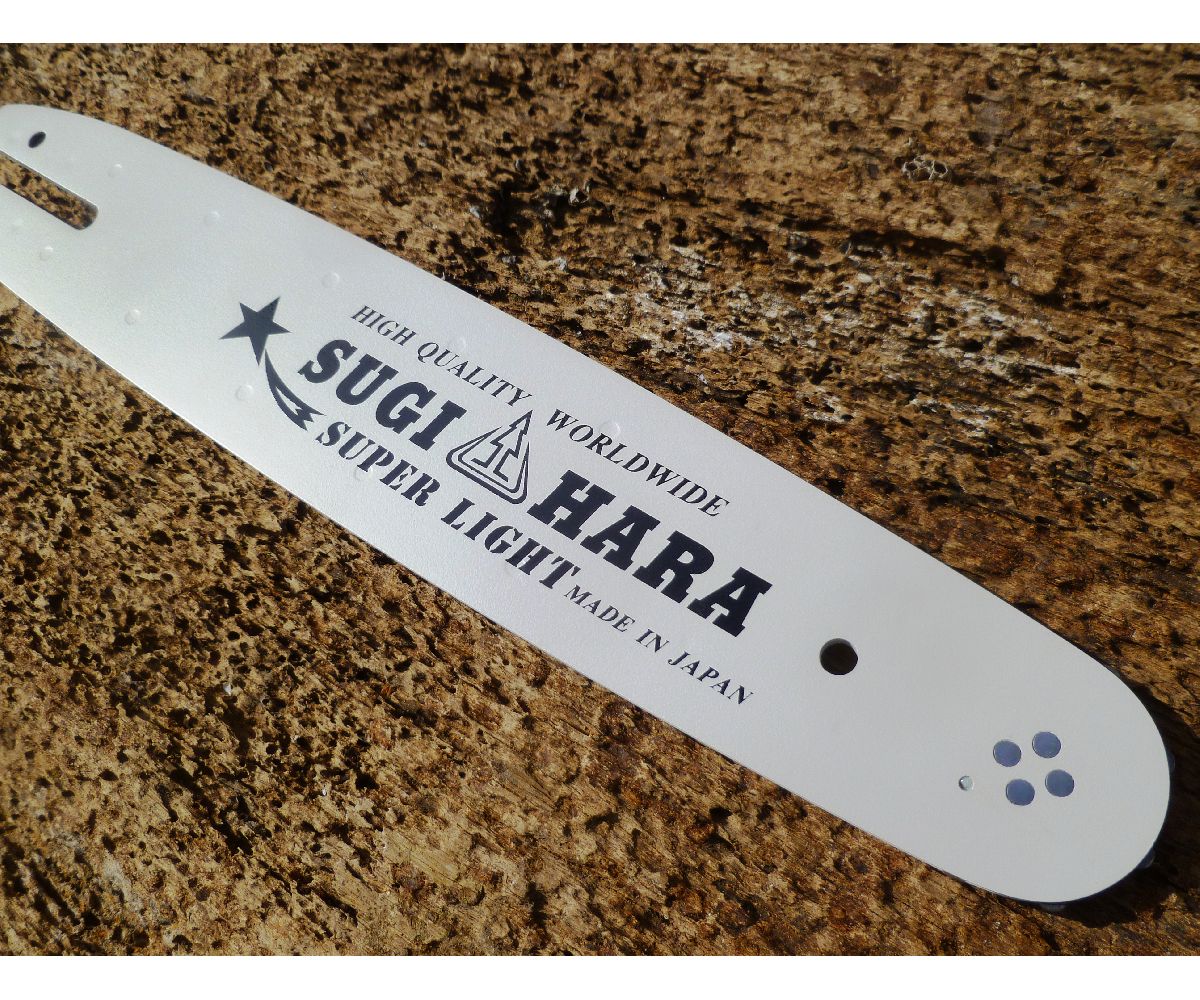 HIGH QUALITY WORLDWIDE
SUGI HARA
SUPER LIGHT MADE IN JAPAN